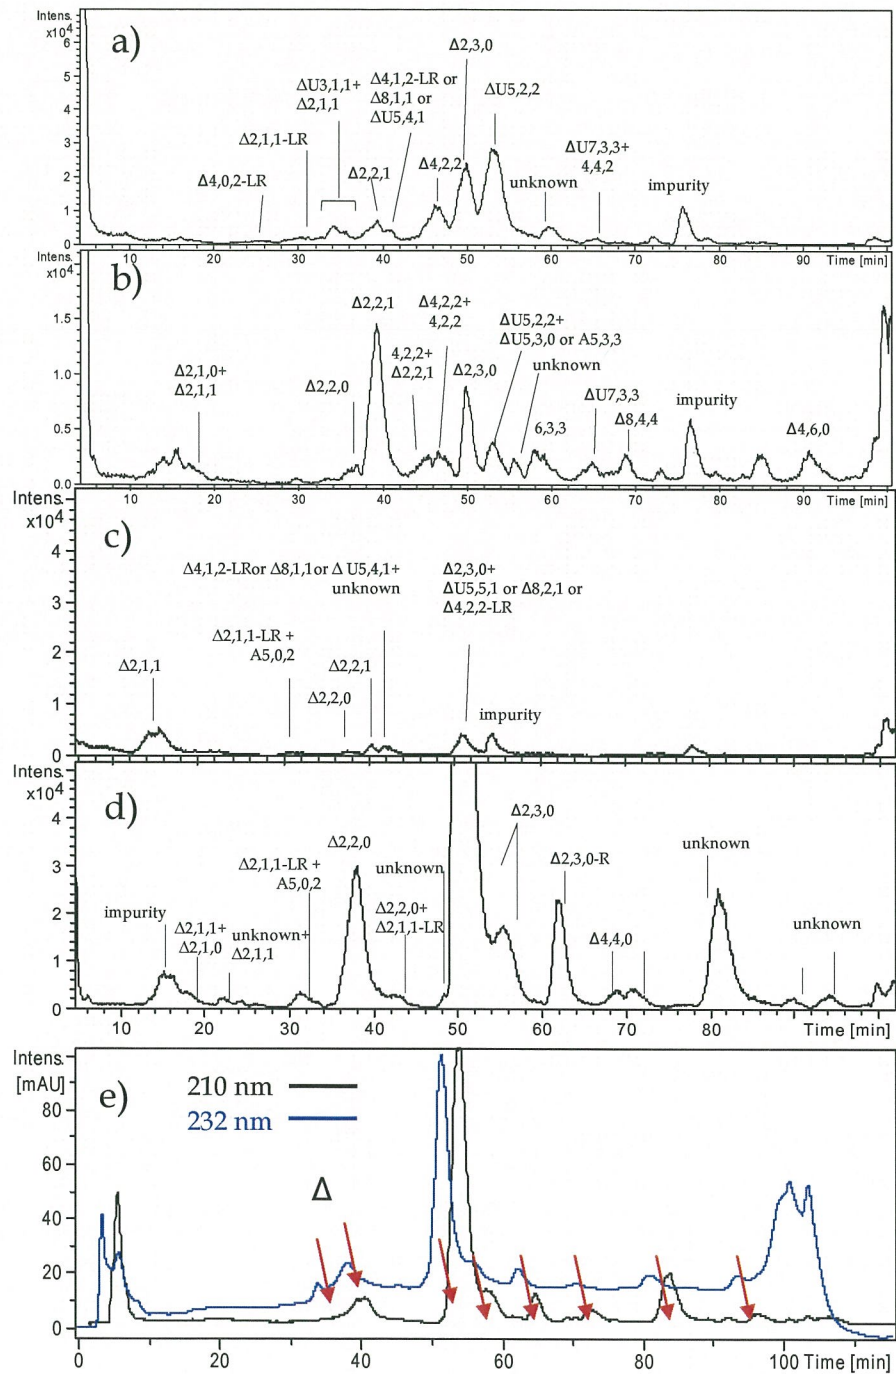 Intens.
x10⁴
a)
6
5
4
3
2
1
0
Δ2,3,0
ΔU3,1,1+
Δ2,1,1
Δ4,1,2-LR or
Δ8,1,1 or
ΔU5,4,1
ΔU5,2,2
Δ2,1,1-LR
Δ4,0,2-LR
Δ2,2,1
Δ4,2,2
unknown
ΔU7,3,3+
4,4,2
impurity
10 20 30 40 50 60 70 80 90 Time [min]
Intens.
x10⁴
b)
1.5
1.0
0.5
0.0
Δ2,1,0+
Δ2,1,1
Δ2,2,0
Δ2,2,1
4,2,2+
Δ2,2,1
Δ4,2,2+
4,2,2
Δ2,3,0
ΔU5,2,2+
ΔU5,3,0 or A5,3,3
unknown
6,3,3
ΔU7,3,3
Δ8,4,4
impurity
Δ4,6,0
10 20 30 40 50 60 70 80 90 Time [min]
Intens.
x10⁴
c)
4
3
2
1
0
Δ4,1,2-LRor Δ8,1,1or Δ U5,4,1+
unknown
Δ2,3,0+
ΔU5,5,1 or Δ8,2,1 or
Δ4,2,2-LR
Δ2,1,1
Δ2,1,1-LR +
A5,0,2
Δ2,2,0
Δ2,2,1
impurity
Intens.
x10⁴
d)
4
3
2
1
0
impurity
Δ2,1,1+
Δ2,1,0
unknown+
Δ2,1,1
Δ2,1,1-LR +
A5,0,2
Δ2,2,0
unknown
Δ2,2,0+
Δ2,1,1-LR
Δ2,3,0
Δ2,3,0-R
Δ4,4,0
unknown
unknown
10 20 30 40 50 60 70 80 Time [min]
Intens.
[mAU]
e)
210 nm
232 nm
Δ
80
60
40
20
0
0 20 40 60 80 100 Time [min]